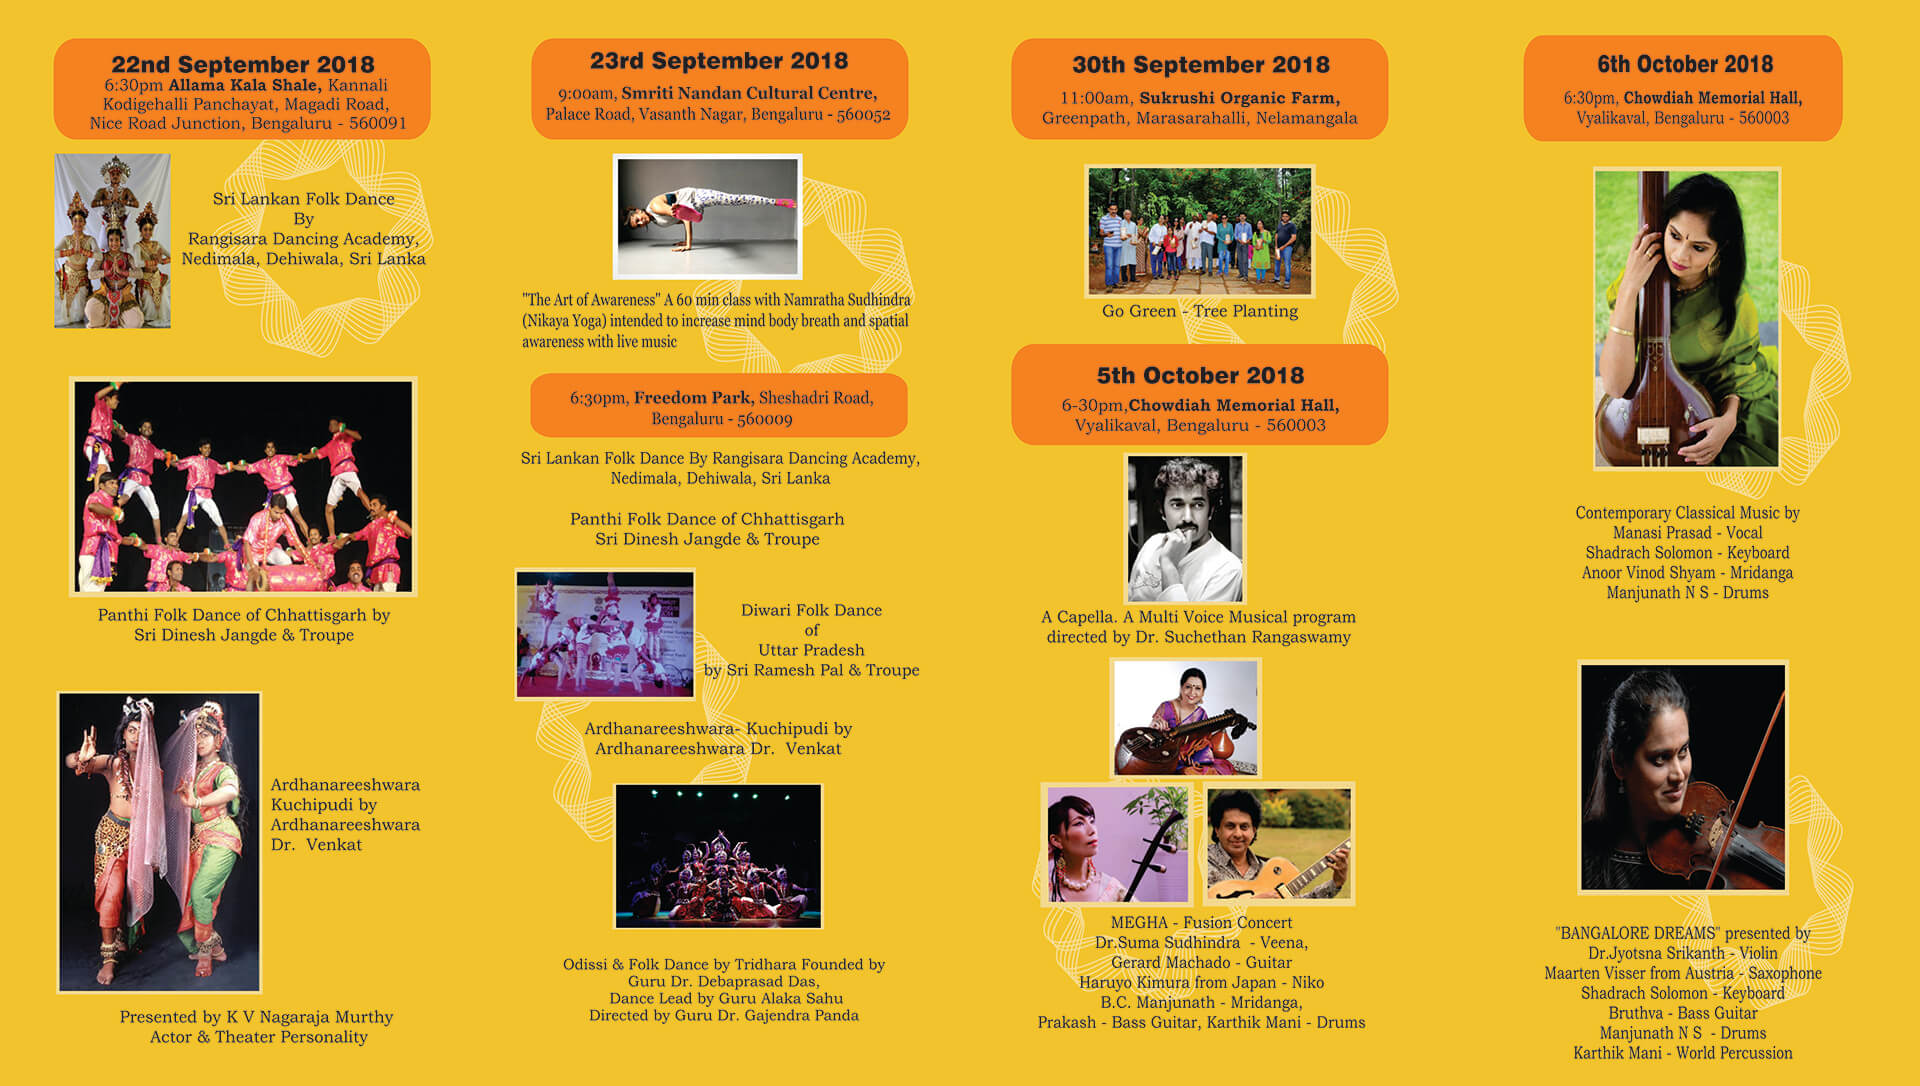 22nd September 2018
6:30pm Allama Kala Shale, Kannali
Kodigehalli Panchayat, Magadi Road,
Nice Road Junction, Bengaluru - 560091
Sri Lankan Folk Dance
By
Rangisara Dancing Academy,
Nedimala, Dehiwala, Sri Lanka
Panthi Folk Dance of Chhattisgarh by
Sri Dinesh Jangde & Troupe
Ardhanareeshwara
Kuchipudi by
Ardhanareeshwara
Dr. Venkat
Presented by K V Nagaraja Murthy
Actor & Theater Personality
23rd September 2018
9:00am, Smriti Nandan Cultural Centre,
Palace Road, Vasanth Nagar, Bengaluru - 560052
"The Art of Awareness" A 60 min class with Namratha Sudhindra
(Nikaya Yoga) intended to increase mind body breath and spatial
awareness with live music
6:30pm, Freedom Park, Sheshadri Road,
Bengaluru - 560009
Sri Lankan Folk Dance By Rangisara Dancing Academy,
Nedimala, Dehiwala, Sri Lanka
Panthi Folk Dance of Chhattisgarh
Sri Dinesh Jangde & Troupe
Diwari Folk Dance
of
Uttar Pradesh
by Sri Ramesh Pal & Troupe
Ardhanareeshwara- Kuchipudi by
Ardhanareeshwara Dr. Venkat
Odissi & Folk Dance by Tridhara Founded by
Guru Dr. Debaprasad Das,
Dance Lead by Guru Alaka Sahu
Directed by Guru Dr. Gajendra Panda
30th September 2018
11:00am, Sukrushi Organic Farm,
Greenpath, Marasarahalli, Nelamangala
Go Green - Tree Planting
5th October 2018
6-30pm,Chowdiah Memorial Hall,
Vyalikaval, Bengaluru - 560003
A Capella. A Multi Voice Musical program
directed by Dr. Suchethan Rangaswamy
MEGHA - Fusion Concert
Dr.Suma Sudhindra - Veena,
Gerard Machado - Guitar
Haruyo Kimura from Japan - Niko
B.C. Manjunath - Mridanga,
Prakash - Bass Guitar, Karthik Mani - Drums
6th October 2018
6:30pm, Chowdiah Memorial Hall,
Vyalikaval, Bengaluru - 560003
Contemporary Classical Music by
Manasi Prasad - Vocal
Shadrach Solomon - Keyboard
Anoor Vinod Shyam - Mridanga
Manjunath N S - Drums
"BANGALORE DREAMS" presented by
Dr.Jyotsna Srikanth - Violin
Maarten Visser from Austria - Saxophone
Shadrach Solomon - Keyboard
Bruthva - Bass Guitar
Manjunath N S - Drums
Karthik Mani - World Percussion